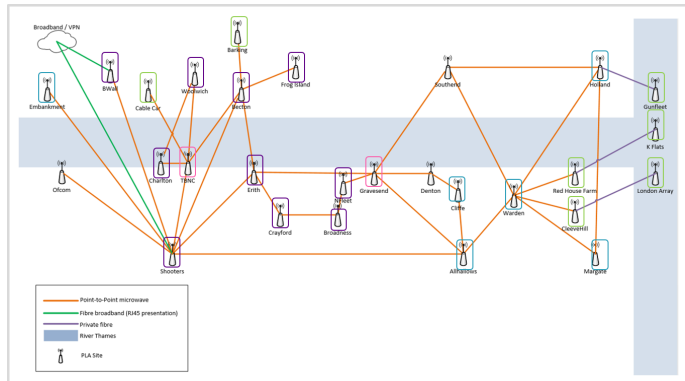 Broadband / VPN
Barking
BWall
Woolwich
Becton
Frog Island
Southend
Holland
Embankment
Cable Car
Gunfleet
K Flats
Ofcom
Charlton
TBNC
Erith
NFleet
Gravesend
Denton
Cliffe
Warden
Red House Farm
London Array
Crayford
Broadness
CleeveHill
Shooters
Allhallows
Margate
Point-to-Point microwave
Fibre broadband (RJ45 presentation)
Private fibre
River Thames
PLA Site